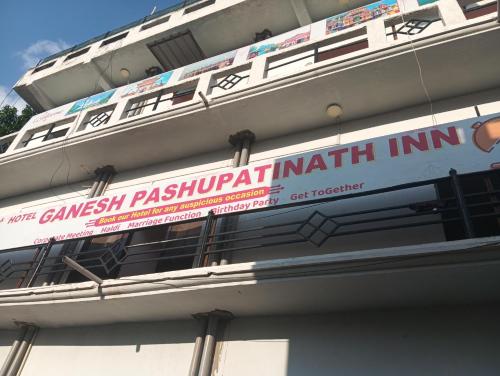 HOTEL GANESH PASHUPATINATH INN
Book our Hotel for any auspicious occasion
Corporate Meeting Haldi Marriage Function Birthday Party Get ToGether